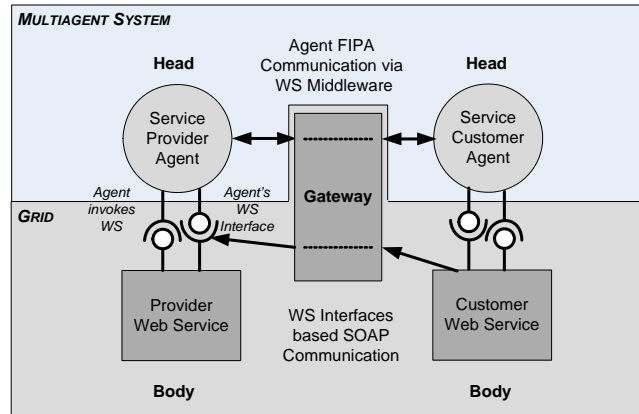 MULTIAGENT SYSTEM
Head
Agent FIPA
Communication via
WS Middleware
Head
Service
Provider
Agent
Service
Customer
Agent
Gateway
Agent
invokes
WS
Agent's
WS
Interface
GRID
Provider
Web Service
WS Interfaces
based SOAP
Communication
Customer
Web Service
Body
Body